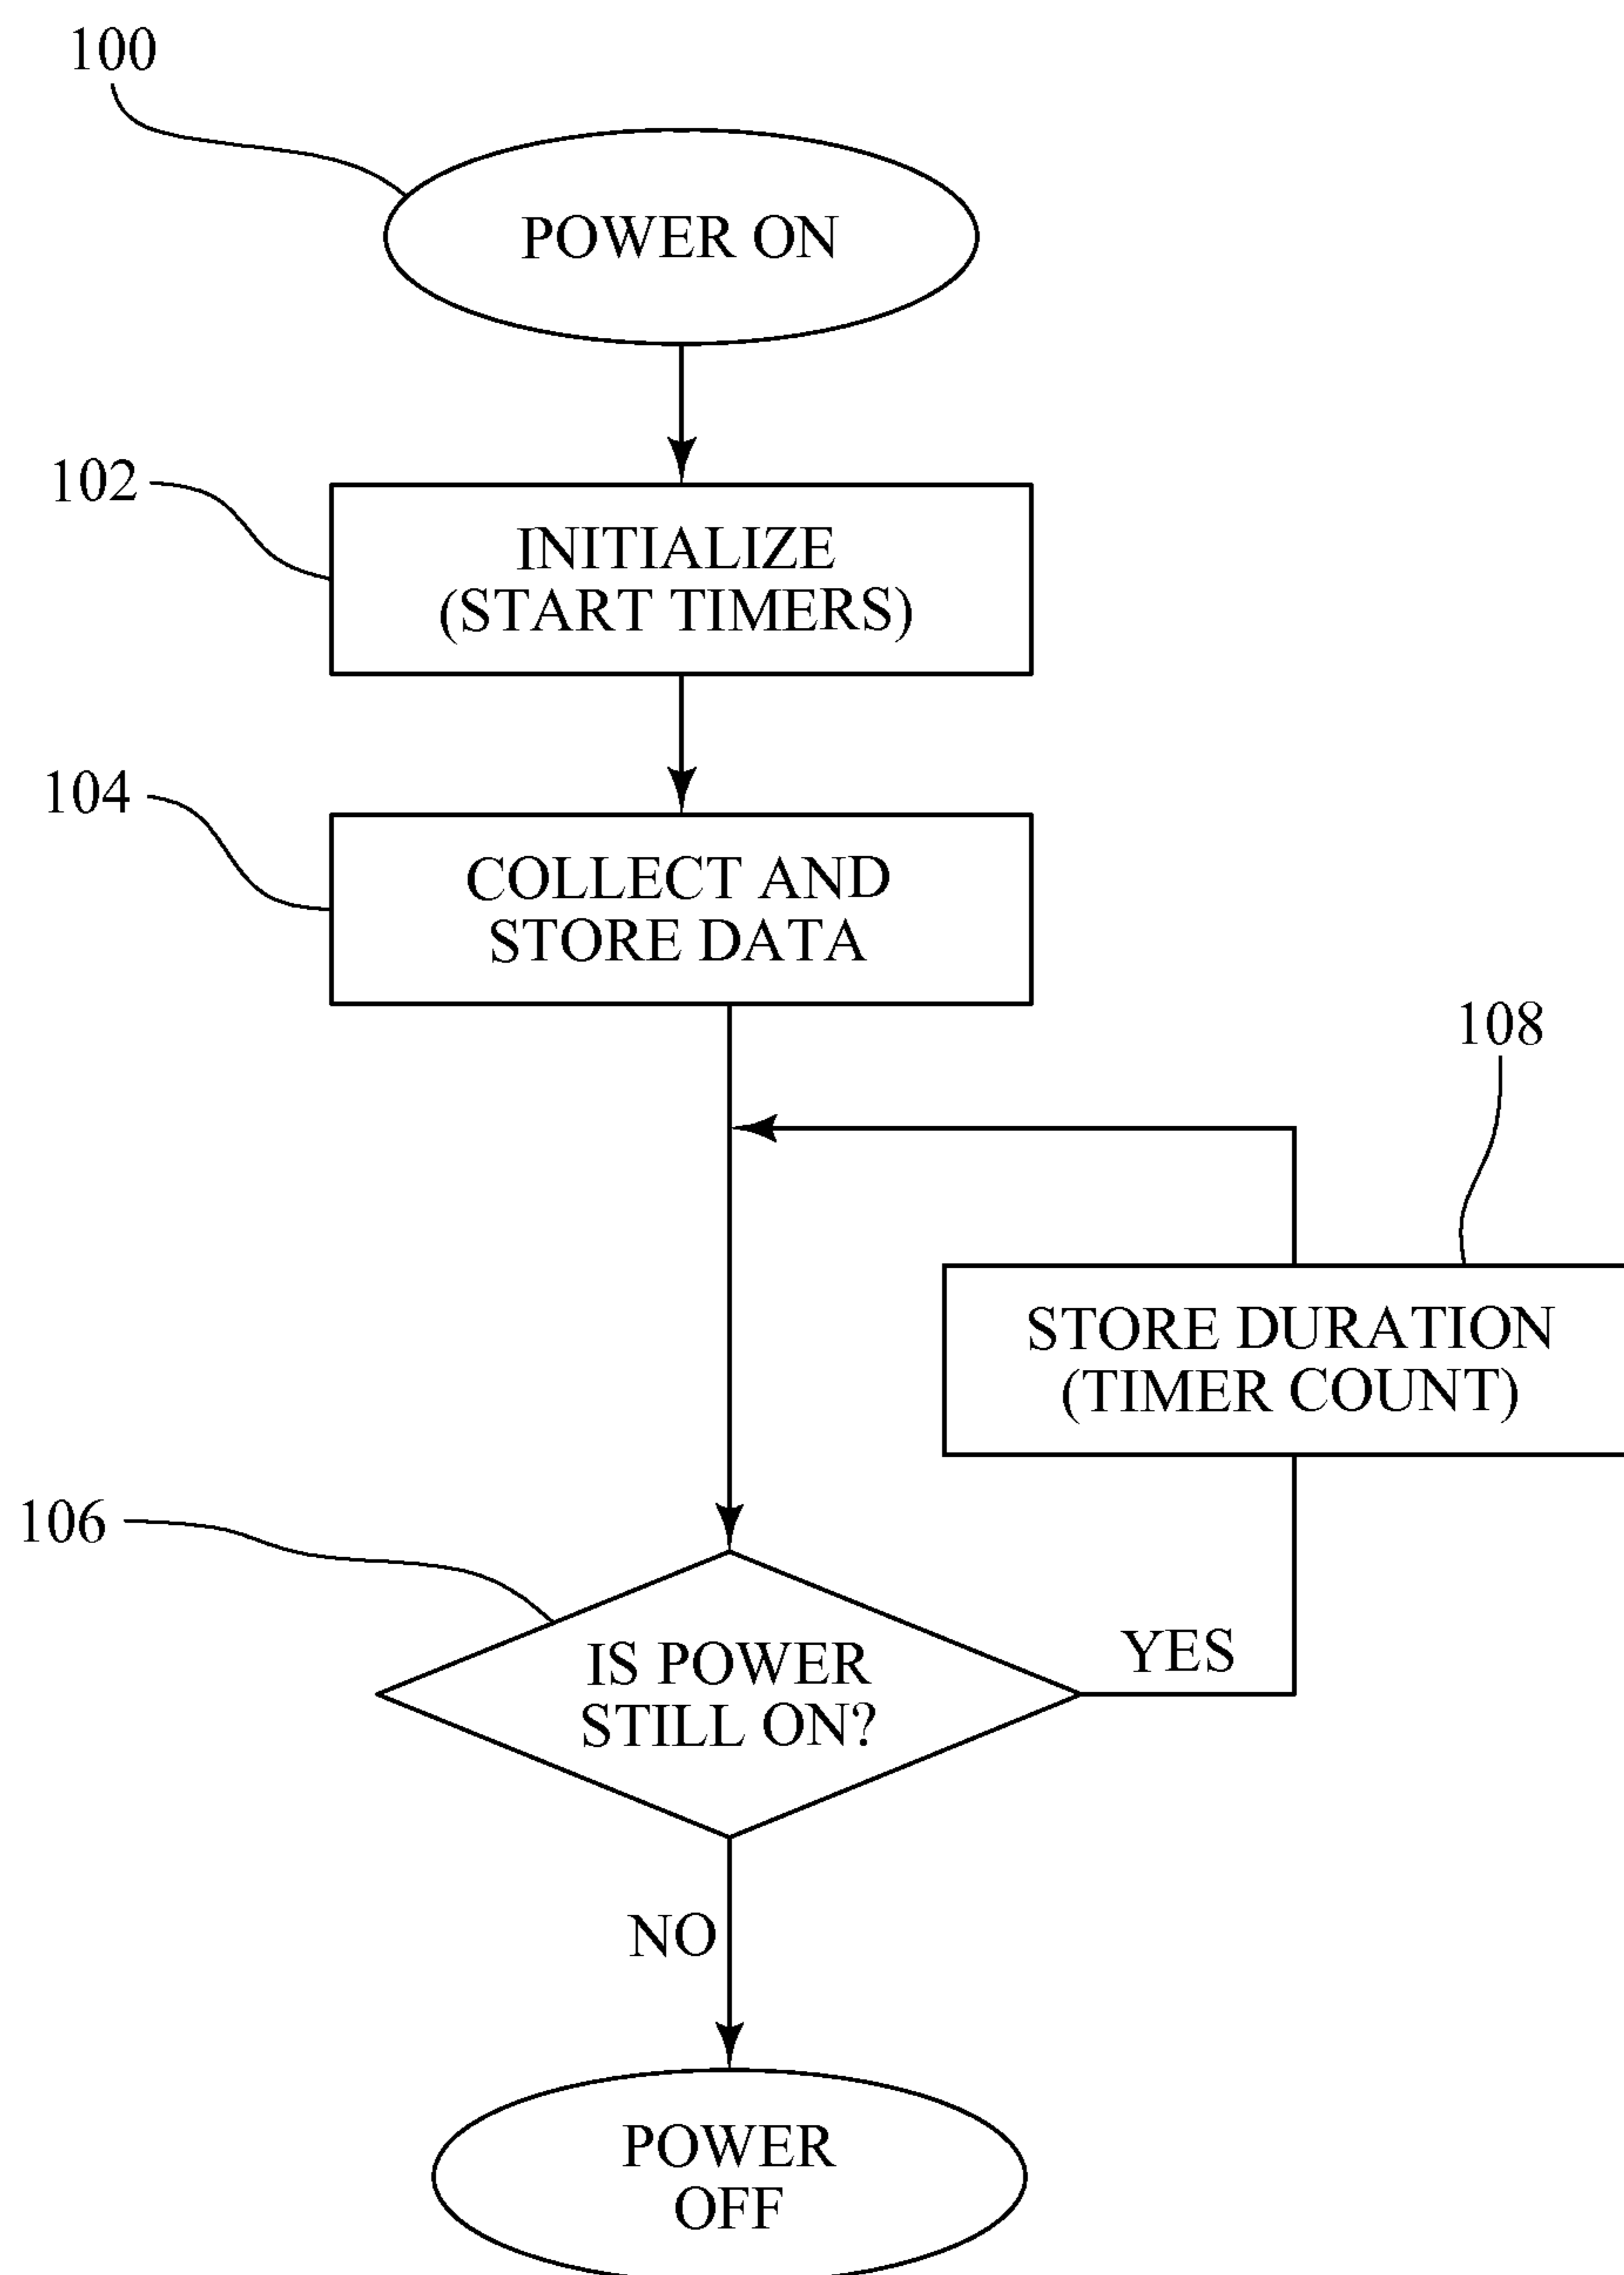 100
POWER ON
102
INITIALIZE
(START TIMERS)
104
COLLECT AND
STORE DATA
108
STORE DURATION
(TIMER COUNT)
106
IS POWER
STILL ON?
YES
NO
POWER
OFF